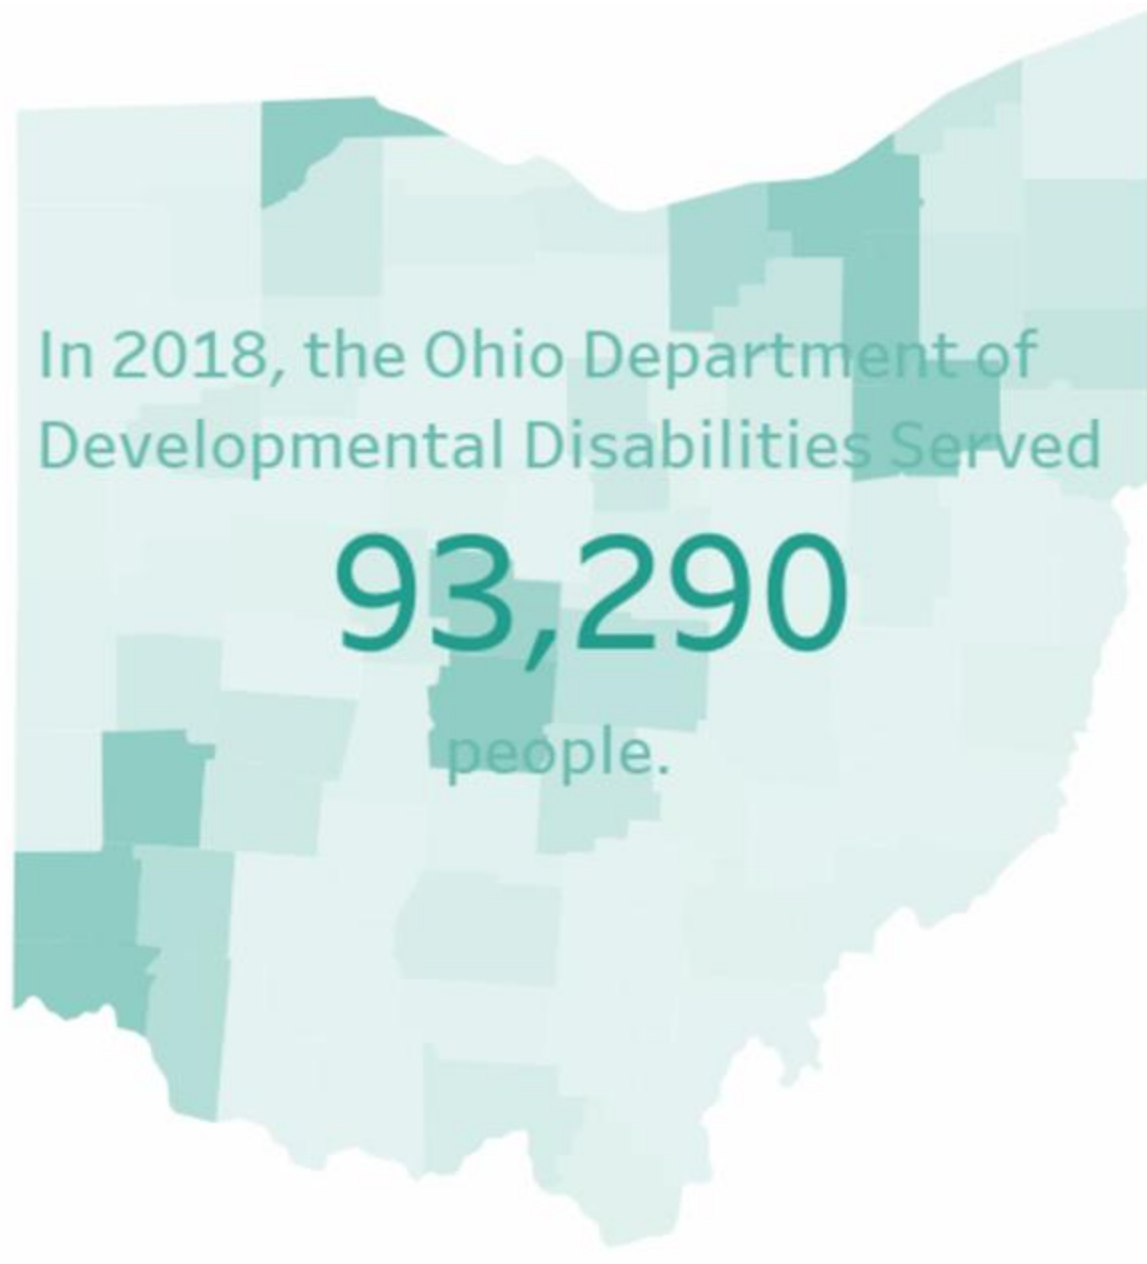 In 2018, the Ohio Department of
Developmental Disabilities Served
93,290
people.